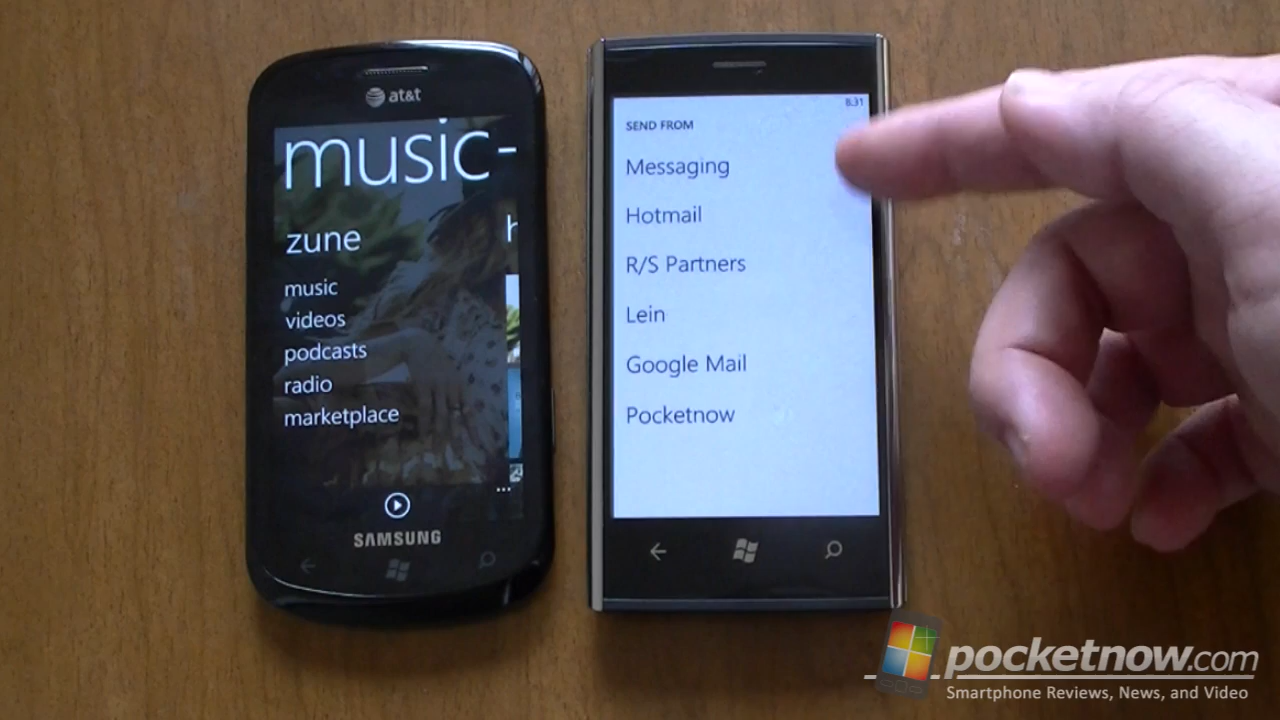 at&t
music-
zune
h
music
videos
podcasts
radio
marketplace
SAMSUNG
8:31
SEND FROM
Messaging
Hotmail
R/S Partners
Lein
Google Mail
Pocketnow
pocketnow.com
Smartphone Reviews, News, and Video